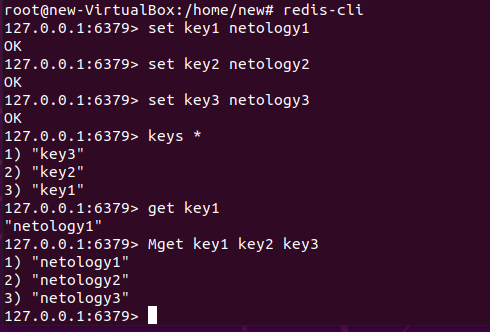 root@new-VirtualBox:/home/new# redis-cli
127.0.0.1:6379> set key1 netology1
OK
127.0.0.1:6379> set key2 netology2
OK
127.0.0.1:6379> set key3 netology3
OK
127.0.0.1:6379> keys *
1) "key3"
2) "key2"
3) "key1"
127.0.0.1:6379> get key1
"netology1"
127.0.0.1:6379> Mget key1 key2 key3
1) "netology1"
2) "netology2"
3) "netology3"
127.0.0.1:6379>